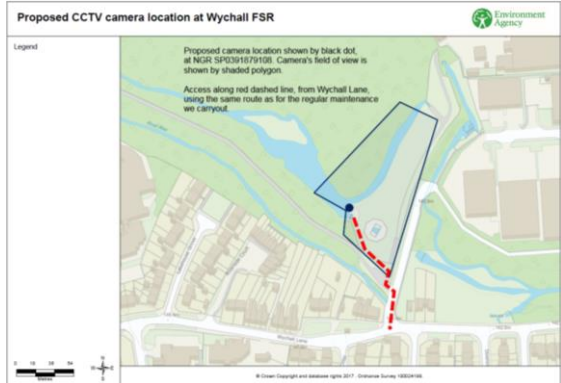 Proposed CCTV camera location at Wychall FSR
Environment
Agency
Legend
Proposed camera location shown by black dot,
at NGR SP0391879108. Camera's field of view is
shown by shaded polygon.
Access along red dashed line, from Wychall Lane,
using the same route as for the regular maintenance
we carryout.
Wychall Lane
© Crown Copyright and database rights 2017. Ordnance Survey 100024198.